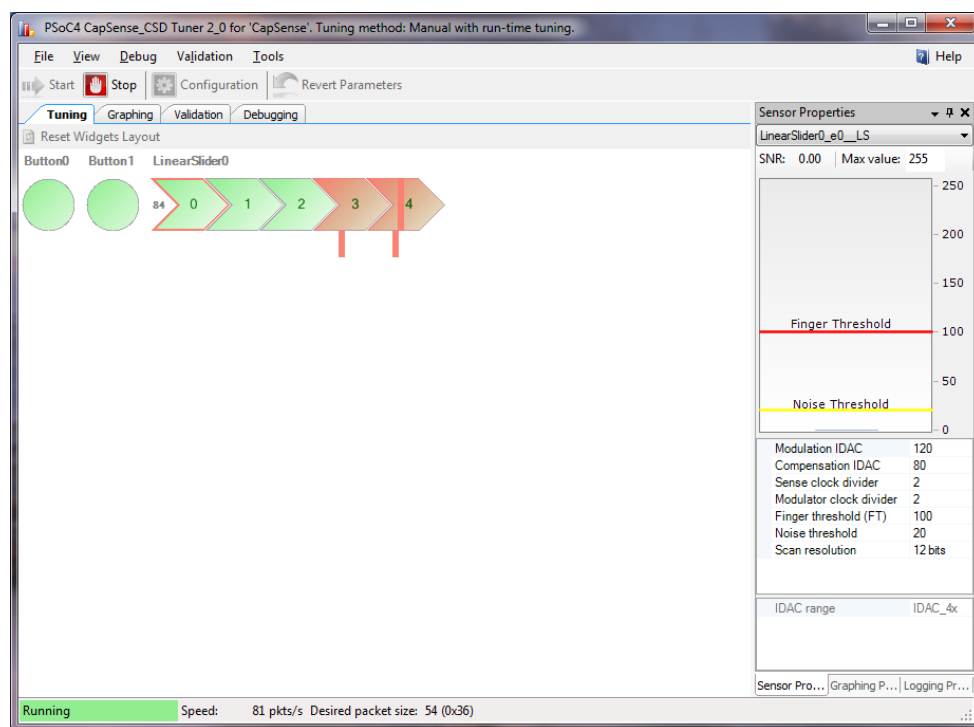 PSoC4 CapSense_CSD Tuner 2_0 for 'CapSense'. Tuning method: Manual with run-time tuning.
File View Debug Validation Tools Help
Start Stop Configuration Revert Parameters
Tuning Graphing Validation Debugging
Reset Widgets Layout
Button0 Button1 LinearSlider0
84 0 1 2 3 4
Sensor Properties
LinearSlider0_e0__LS
SNR: 0.00 Max value: 255
250
200
150
Finger Threshold
100
50
Noise Threshold
0
Modulation IDAC 120
Compensation IDAC 80
Sense clock divider 2
Modulator clock divider 2
Finger threshold (FT) 100
Noise threshold 20
Scan resolution 12 bits
IDAC range IDAC_4x
Sensor Pro... Graphing P... Logging Pr...
Running Speed: 81 pkts/s Desired packet size: 54 (0x36)